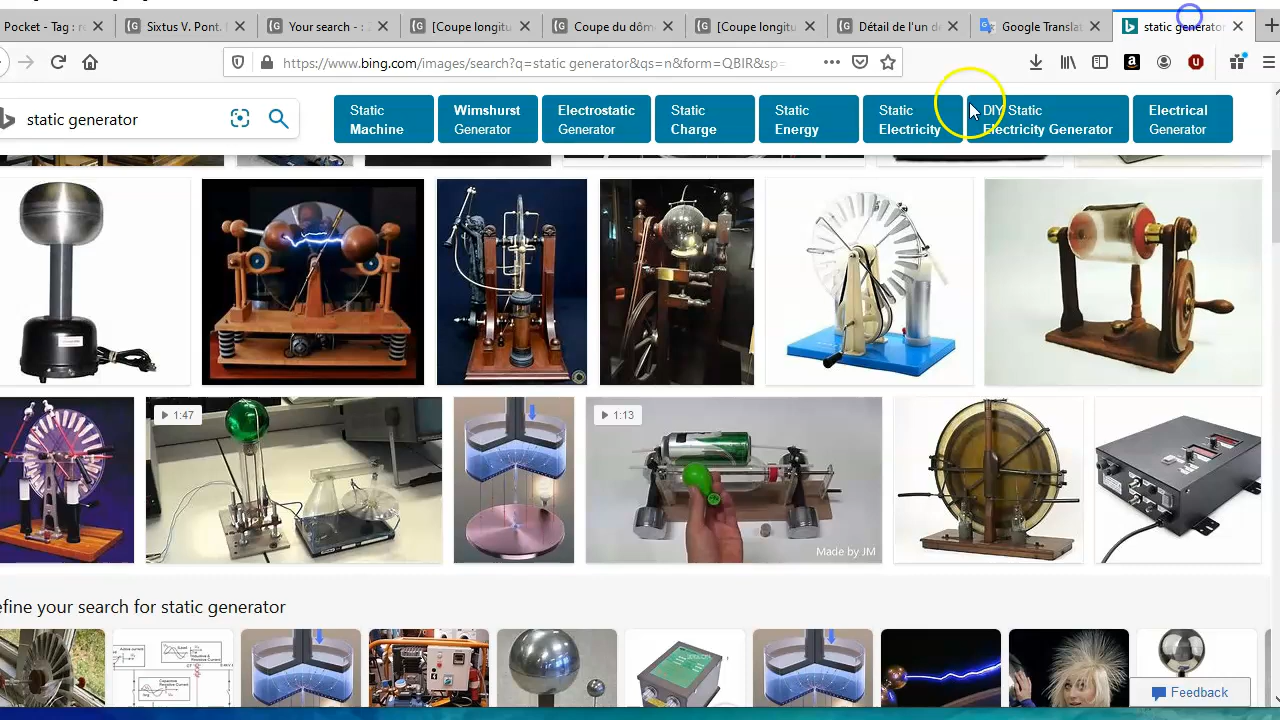 Pocket - Tag : r
Sixtus V. Pont.
Your search - : Z
[Coupe l
Coupe du dôm
[Coupe longitu
Détail de l'un d
Google Translat
static generator
https://www.bing.com/images/search?q=static generator&qs=n&form=QBIR&sp=
static generator
Static Machine
Wimshurst Generator
Electrostatic Generator
Static Charge
Static Energy
Static Electricity
DIY Static Electricity Generator
Electrical Generator
1:47
1:13
Made by JM
efine your search for static generator
Feedback